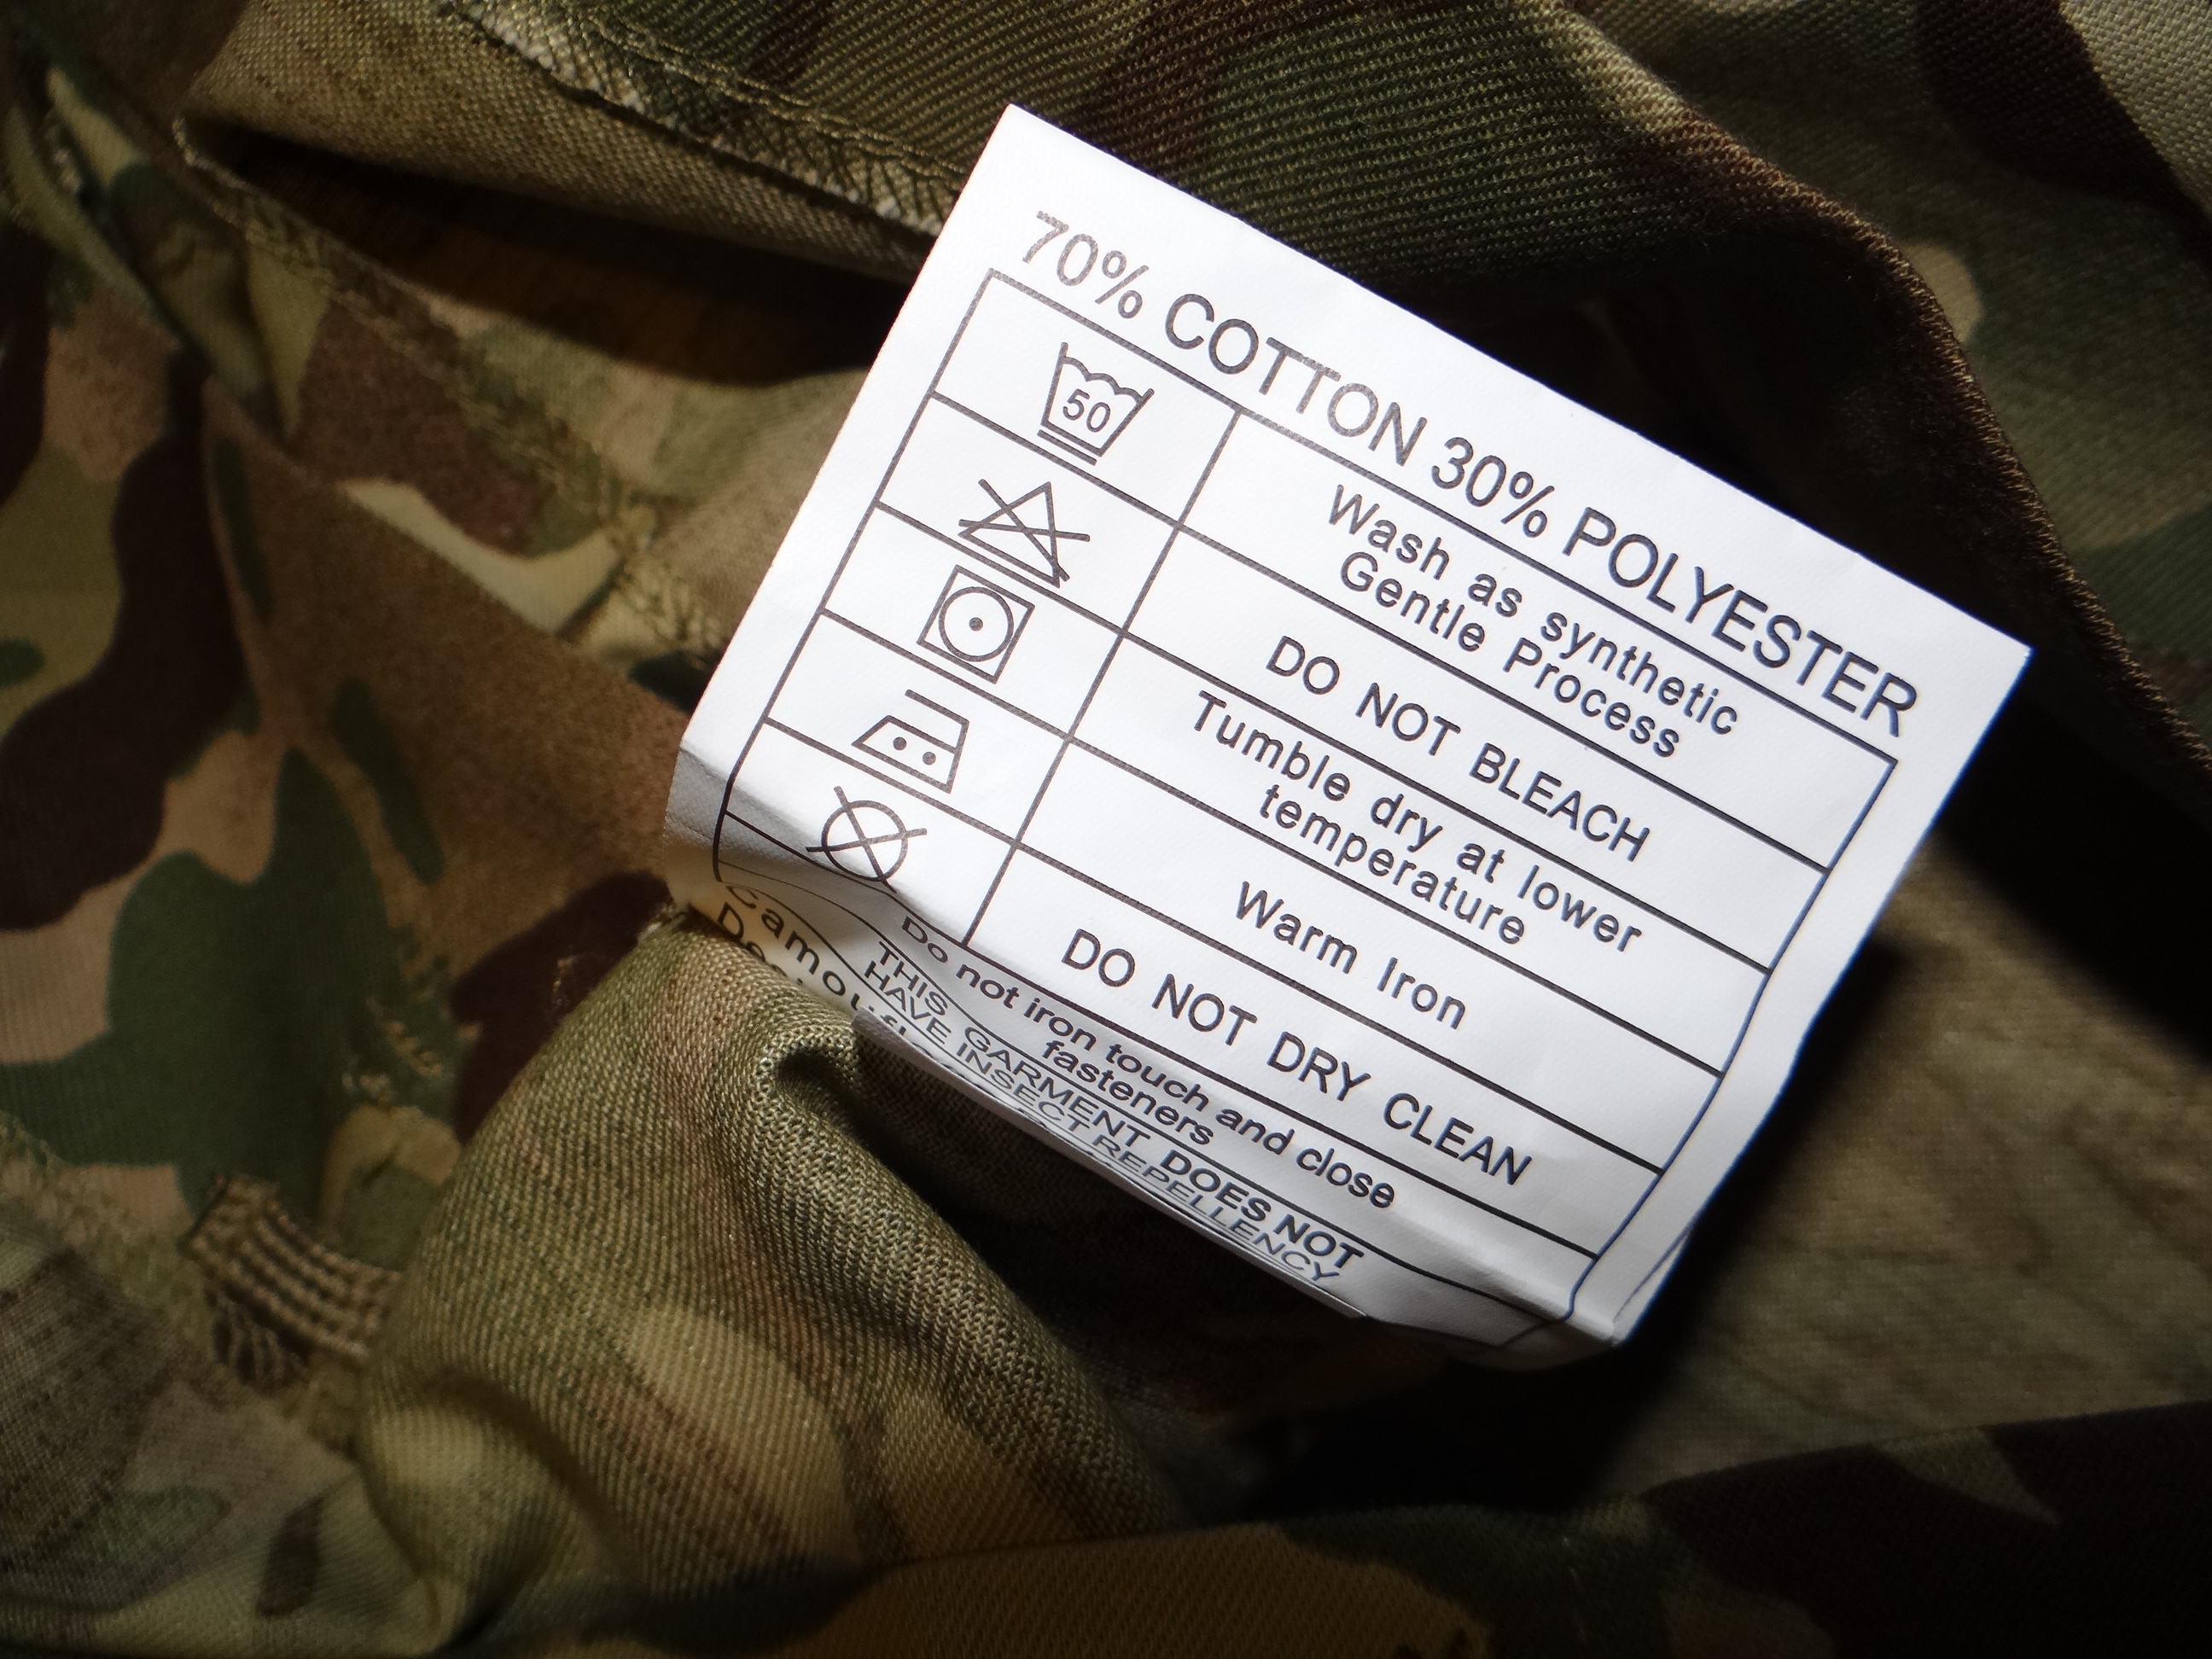 70% COTTON 30% POLYESTER
50
Wash as synthetic
Gentle Process
DO NOT BLEACH
Tumble dry at lower
temperature
Warm Iron
DO NOT DRY CLEAN
Do not iron touch and close
fasteners
THIS GARMENT DOES NOT
HAVE INSECT REPELLENCY